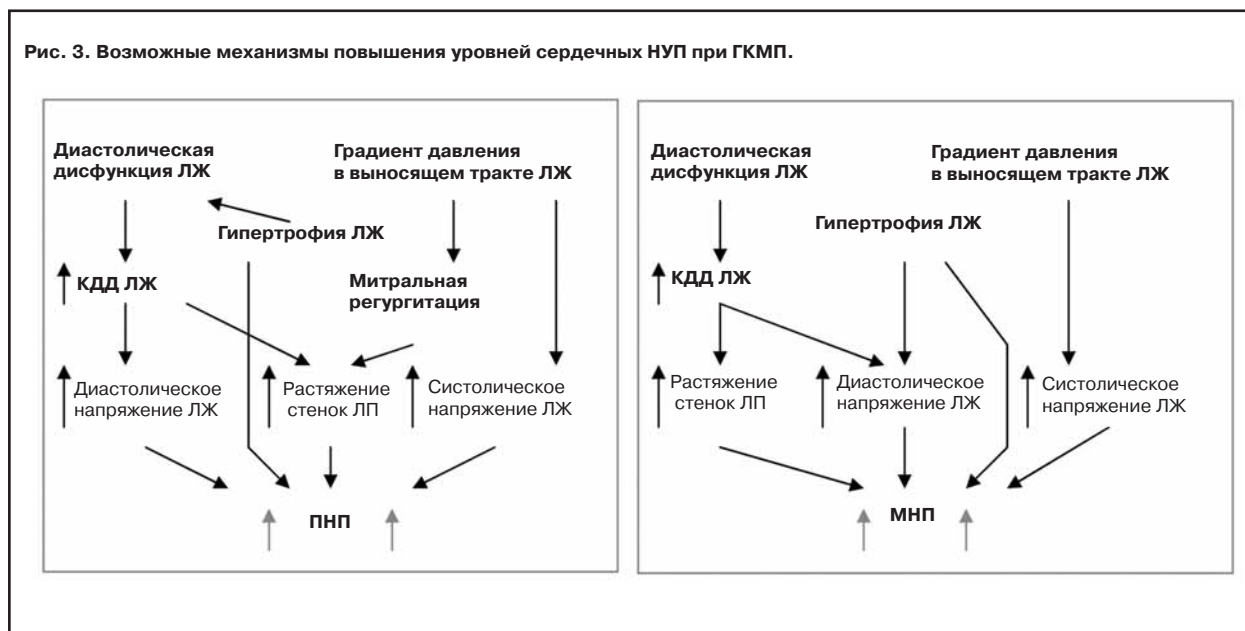 Рис. 3. Возможные механизмы повышения уровней сердечных НУП при ГКМП.
Диастолическая
дисфункция ЛЖ
Градиент давления
в выносящем тракте ЛЖ
Гипертрофия ЛЖ
КДД ЛЖ
Митральная
регургитация
Диастолическое
напряжение ЛЖ
Растяжение
стенок ЛП
Систолическое
напряжение ЛЖ
ПНП
Диастолическая
дисфункция ЛЖ
Градиент давления
в выносящем тракте ЛЖ
Гипертрофия ЛЖ
КДД ЛЖ
Растяжение
стенок ЛП
Диастолическое
напряжение ЛЖ
Систолическое
напряжение ЛЖ
МНП